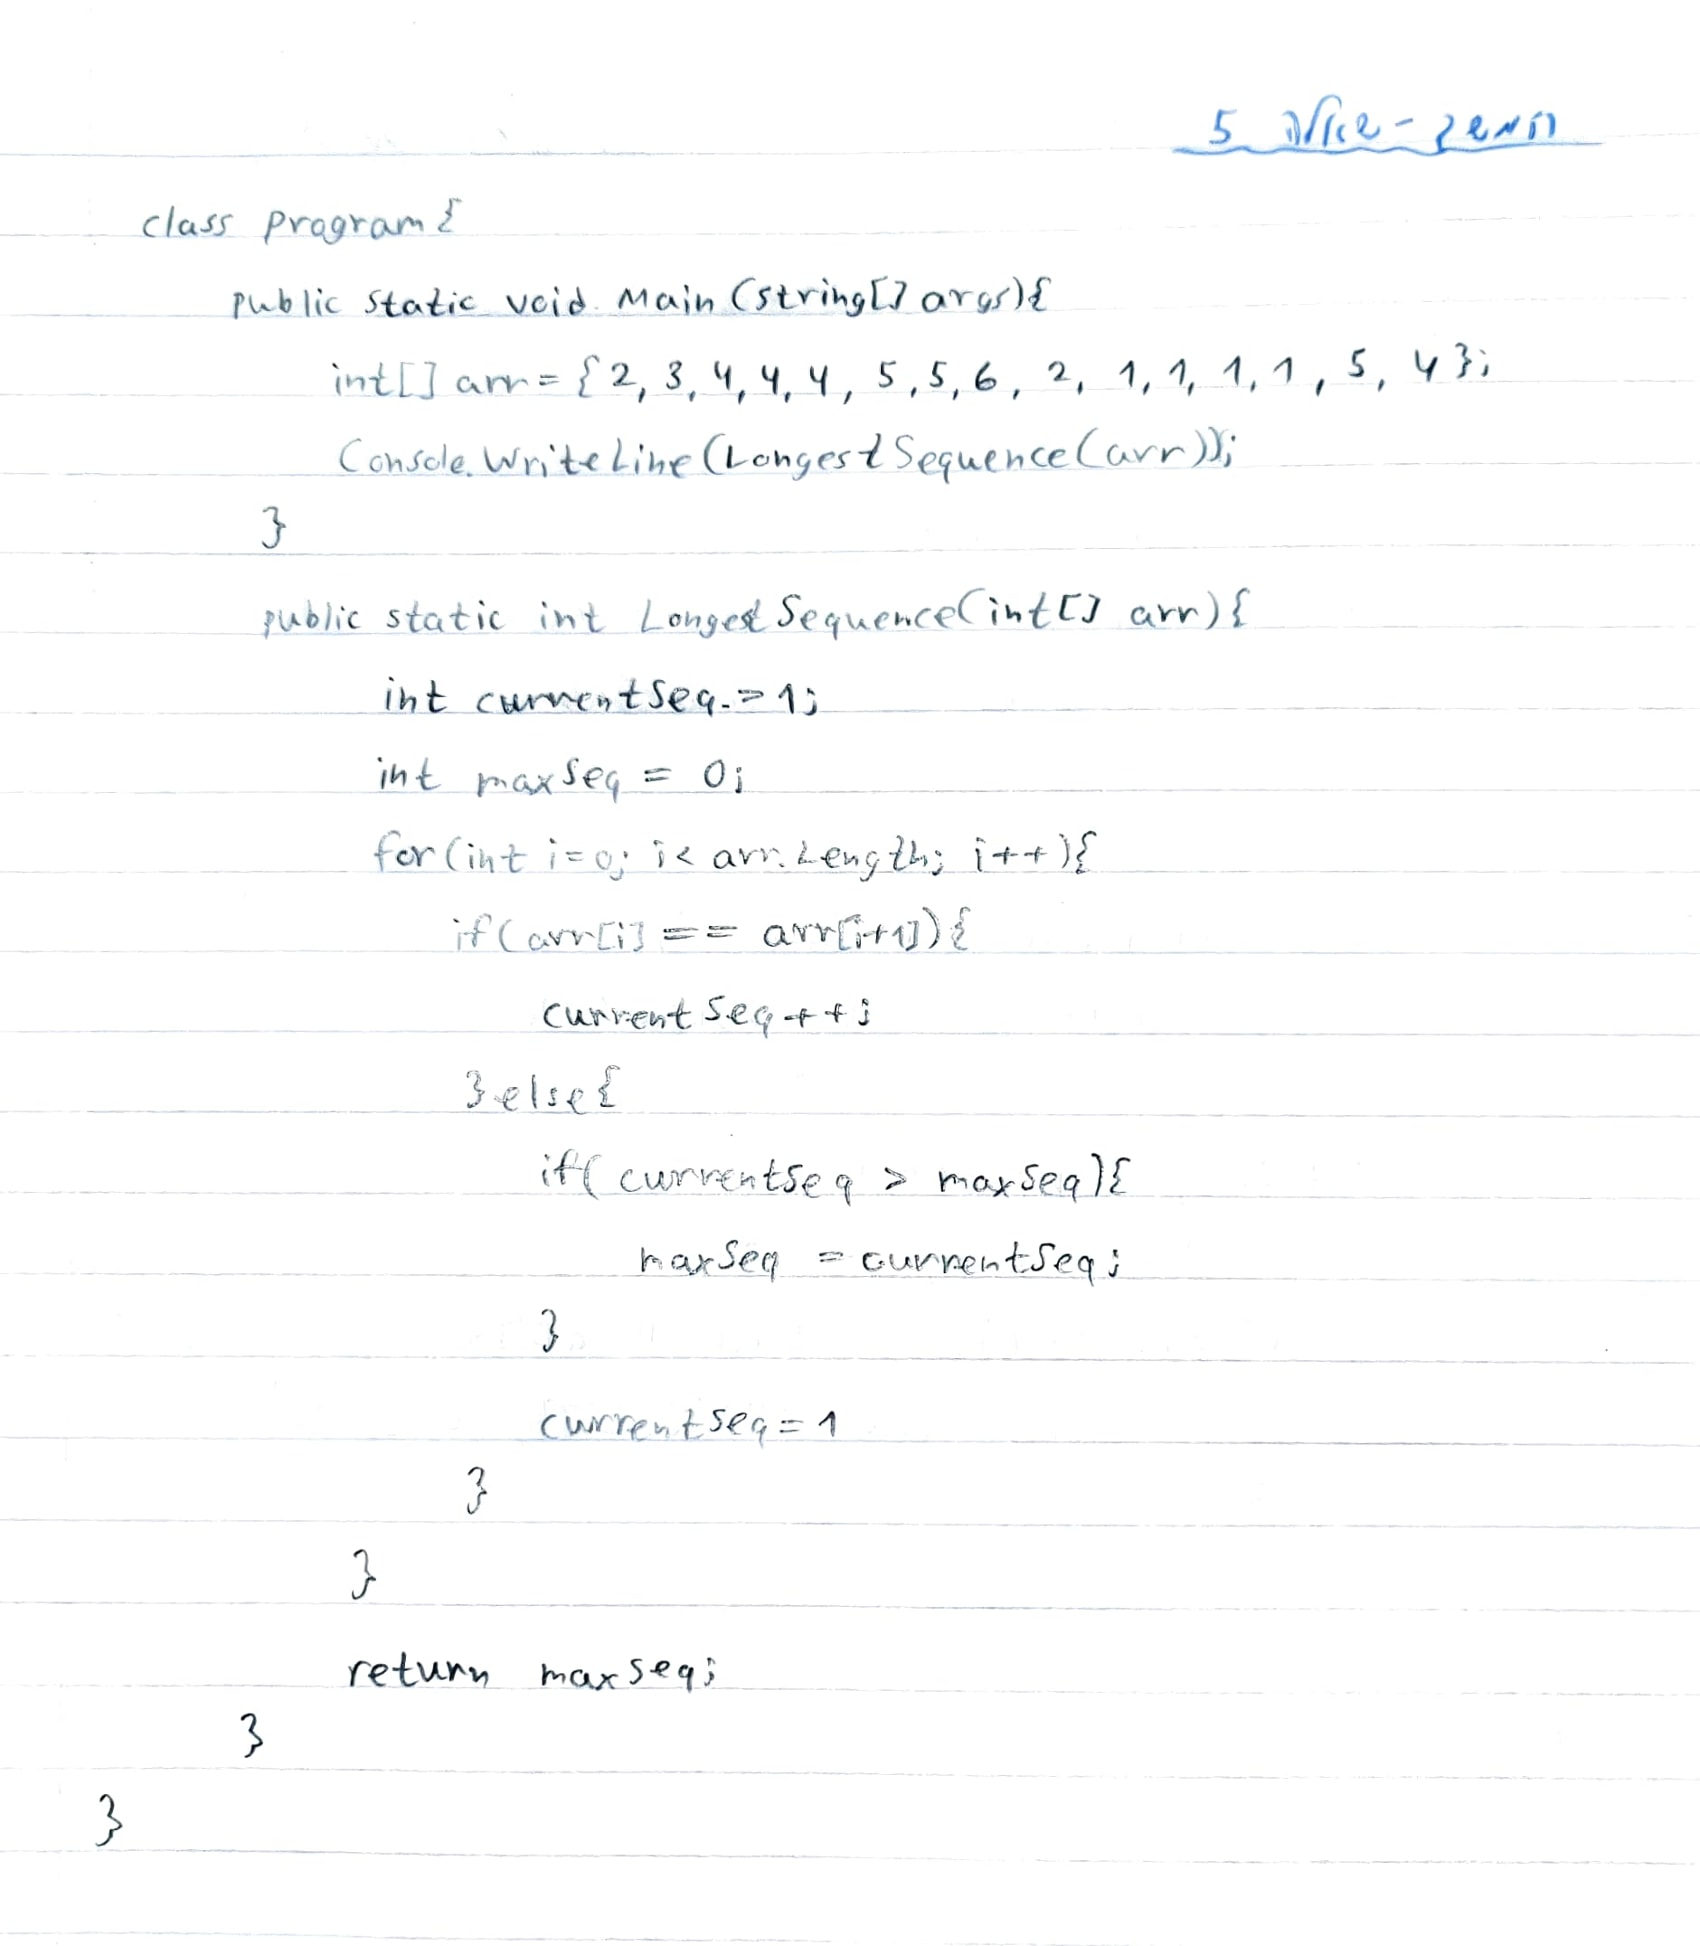 5
class program {
public static void Main (string[] args){
int[] arr = { 2, 3, 4, 4, 4, 5, 5, 6, 2, 1, 1, 1, 1, 5, 4 };
Console.WriteLine(LongestSequence(arr));
}
public static int LongestSequence(int[] arr){
int currentSeq = 1;
int maxSeq = 0;
for(int i=0; i< arr.Length; i++){
if(arr[i] == arr[i+1]){
currentSeq++;
}else{
if( currentSeq > maxSeq){
maxSeq = currentSeq;
}
currentSeq = 1
}
}
return maxSeq;
}
}